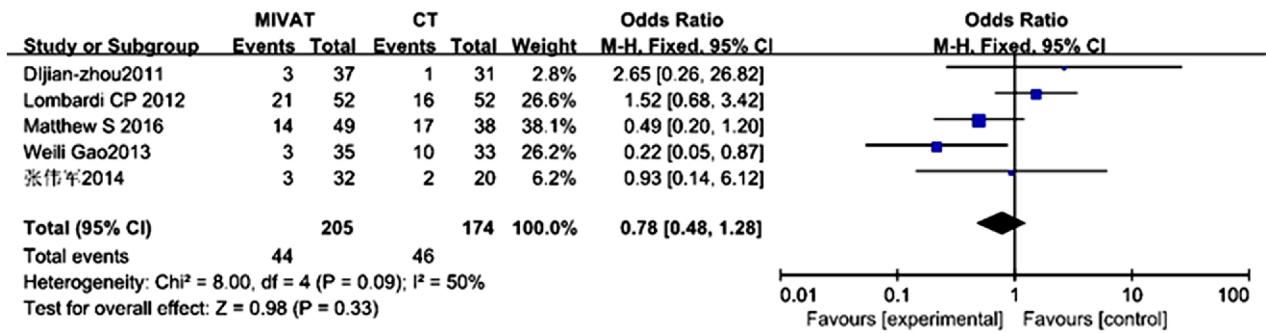 MIVAT CT Odds Ratio Odds Ratio
Study or Subgroup Events Total Events Total Weight M-H, Fixed, 95% CI M-H, Fixed, 95% CI
DIjian-zhou2011 3 37 1 31 2.8% 2.65 [0.26, 26.82]
Lombardi CP 2012 21 52 16 52 26.6% 1.52 [0.68, 3.42]
Matthew S 2016 14 49 17 38 38.1% 0.49 [0.20, 1.20]
Weili Gao2013 3 35 10 33 26.2% 0.22 [0.05, 0.87]
张伟军2014 3 32 2 20 6.2% 0.93 [0.14, 6.12]
Total (95% CI) 205 174 100.0% 0.78 [0.48, 1.28]
Total events 44 46
Heterogeneity: Chi² = 8.00, df = 4 (P = 0.09); I² = 50%
Test for overall effect: Z = 0.98 (P = 0.33)
0.01 0.1 1 10 100
Favours [experimental] Favours [control]